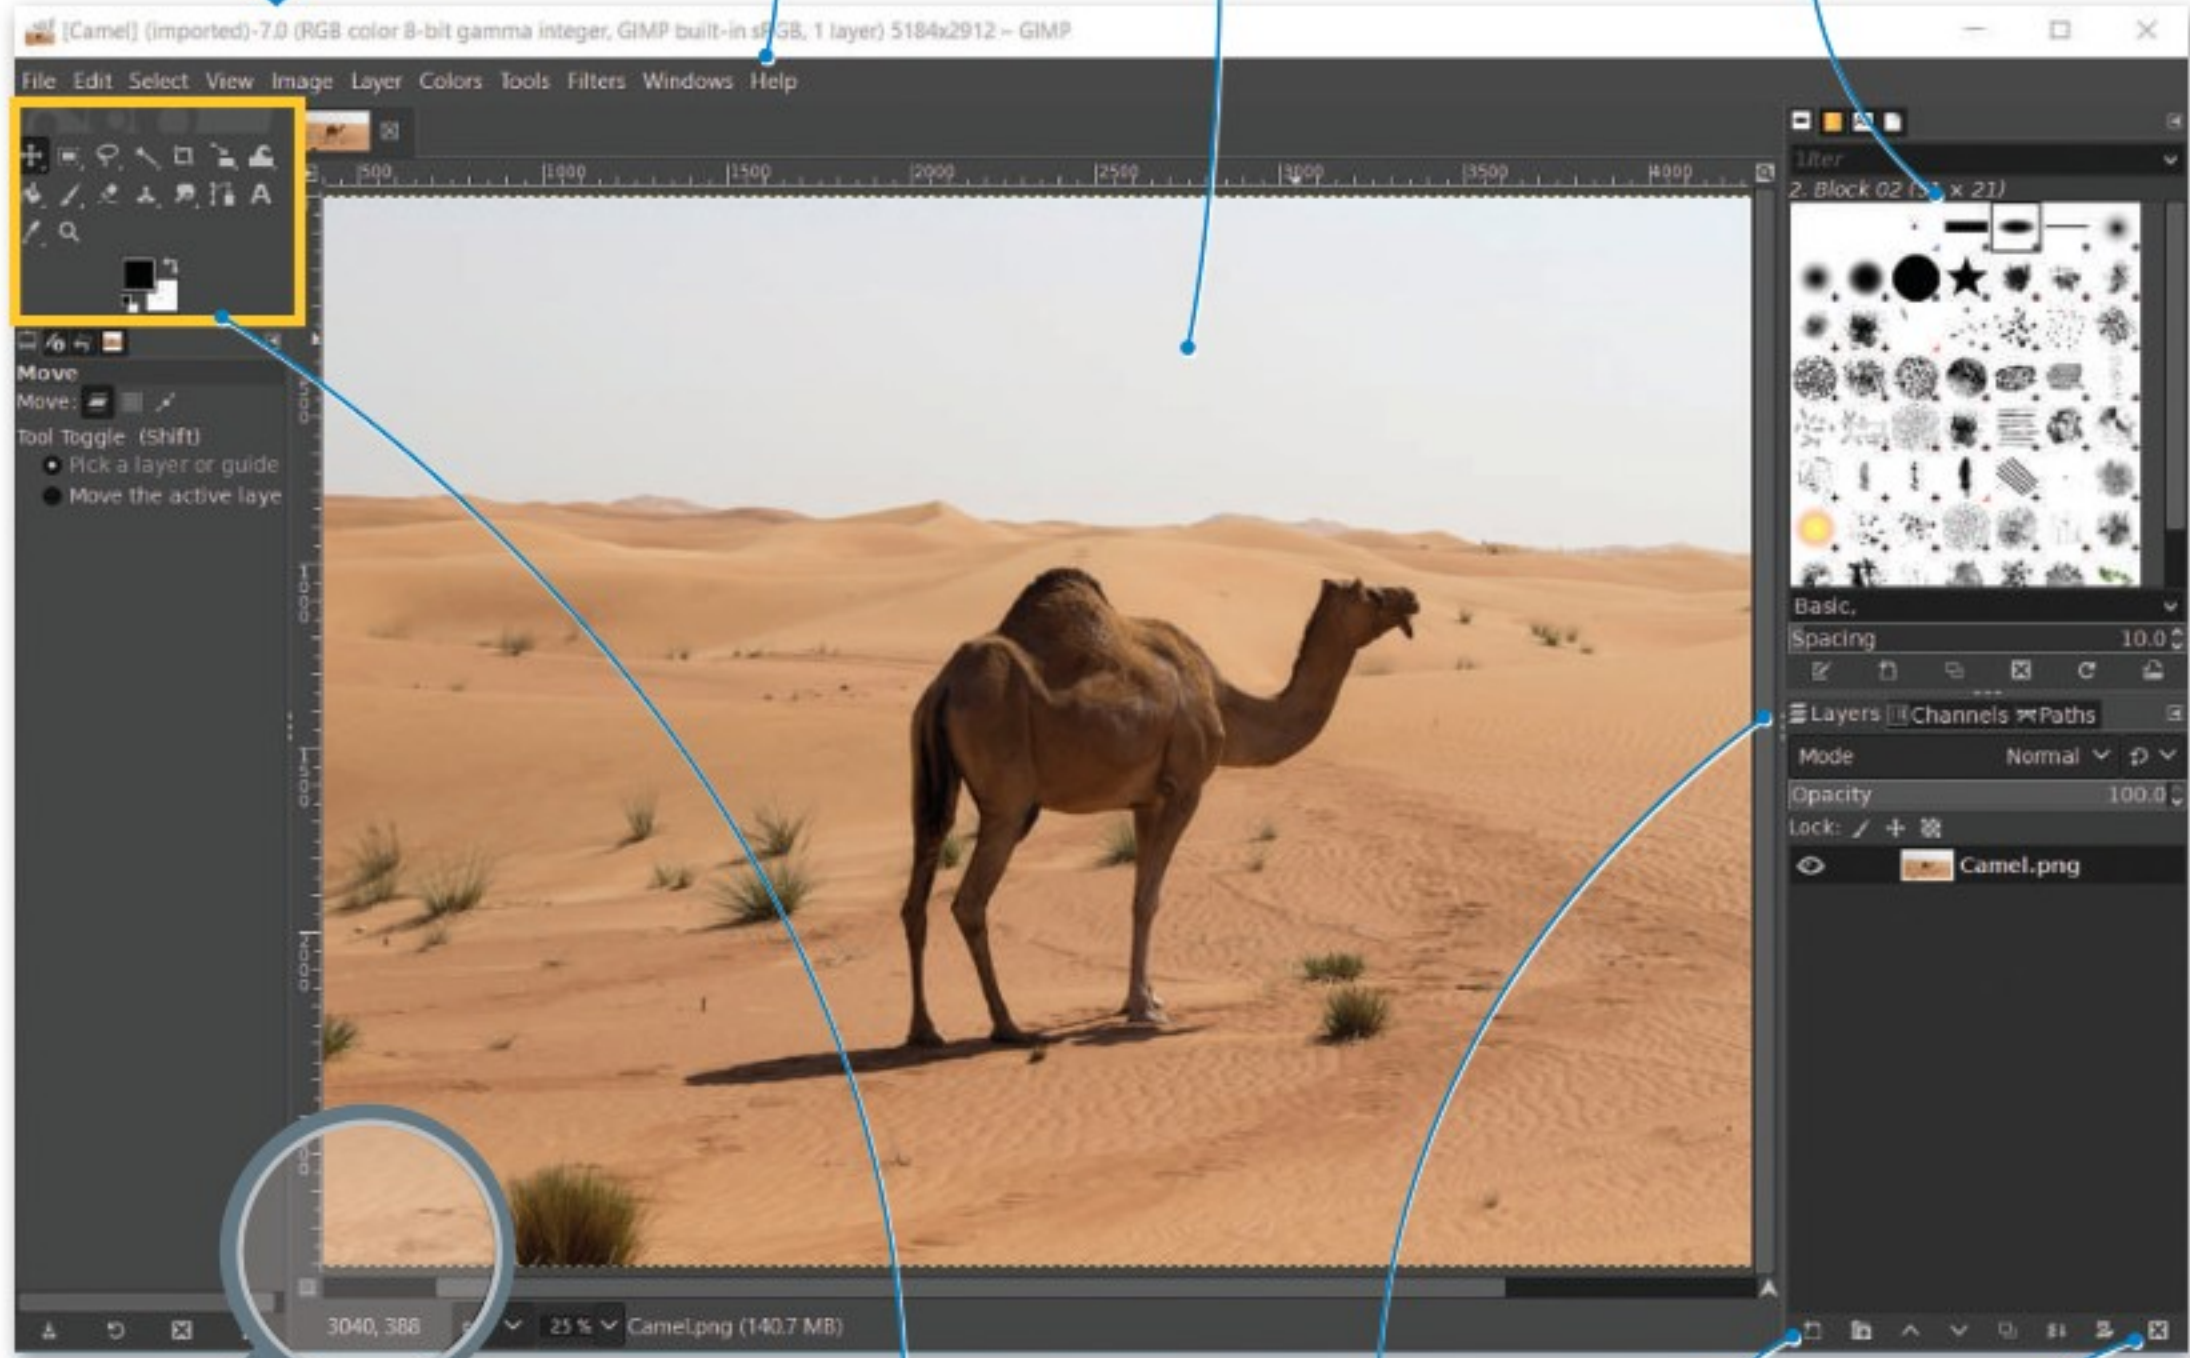 [Camel] (imported)-7.0 (RGB color 8-bit gamma integer, GIMP built-in sRGB, 1 layer) 5184x2912 – GIMP
File Edit Select View Image Layer Colors Tools Filters Windows Help
500 1000 1500 2000 2500 3000 3500 4000
2. Block 02 (51 x 21)
Move
Move:
Tool Toggle (Shift)
Pick a layer or guide
Move the active laye
Basic,
Spacing 10.0
Layers Channels Paths
Mode Normal
Opacity 100.0
Lock:
Camel.png
3040, 388 25 % Camel.png (140.7 MB)